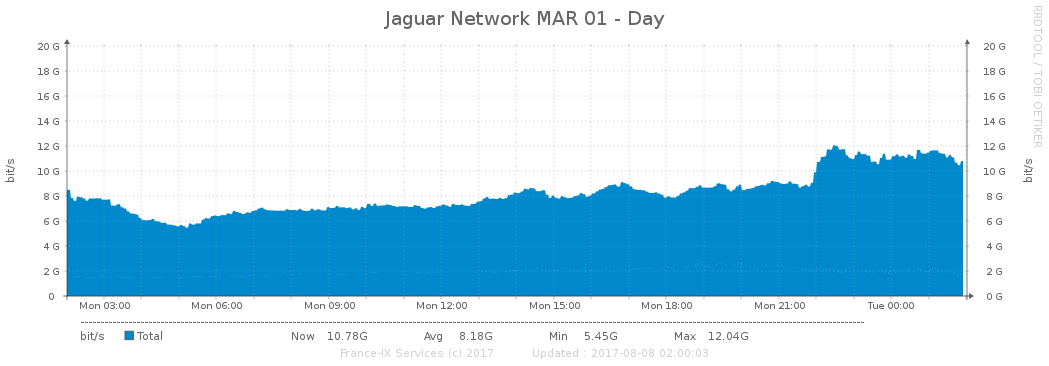 Jaguar Network MAR 01 - Day
RRDTOOL / TOBI OETIKER
bit/s
20 G 20 G
18 G 18 G
16 G 16 G
14 G 14 G
12 G 12 G
10 G 10 G
8 G 8 G
6 G 6 G
4 G 4 G
2 G 2 G
0 0 G
bit/s
Mon 03:00 Mon 06:00 Mon 09:00 Mon 12:00 Mon 15:00 Mon 18:00 Mon 21:00 Tue 00:00
bit/s Total Now 10.78G Avg 8.18G Min 5.45G Max 12.04G
France-IX Services (c) 2017 Updated : 2017-08-08 02:00:03